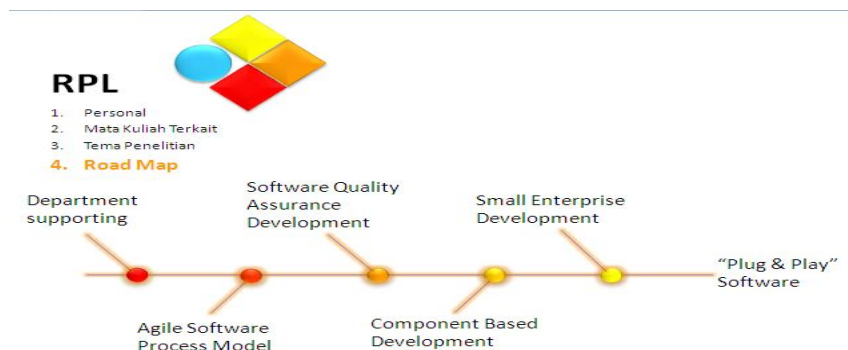 RPL
1. Personal
2. Mata Kuliah Terkait
3. Tema Penelitian
4. Road Map
Department
supporting
Software Quality
Assurance
Development
Small Enterprise
Development
"Plug & Play"
Software
Agile Software
Process Model
Component Based
Development